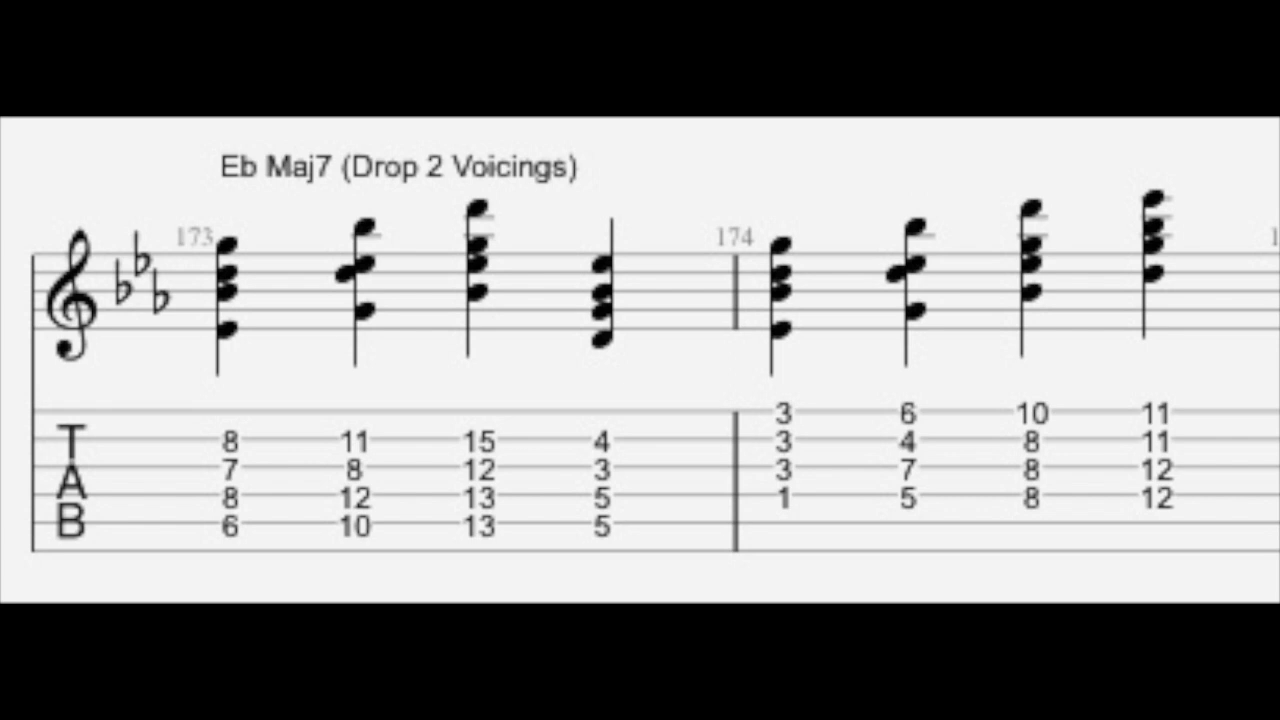 Eb Maj7 (Drop 2 Voicings)
173 174 1
3 6 10 11
T 8 11 15 4 3 4 8 11
A 7 8 12 3 3 7 8 12
8 12 13 5 1 5 8 12
B 6 10 13 5